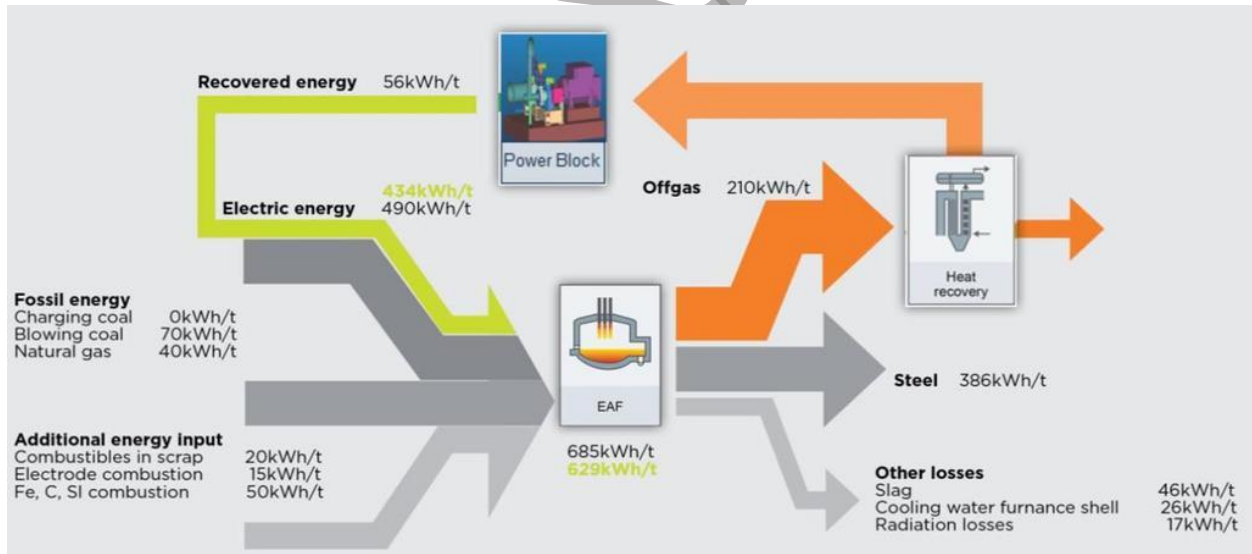 Recovered energy 56kWh/t
Power Block
434kWh/t
Electric energy 490kWh/t
Offgas 210kWh/t
Heat
recovery
Fossil energy
Charging coal 0kWh/t
Blowing coal 70kWh/t
Natural gas 40kWh/t
EAF
Steel 386kWh/t
685kWh/t
629kWh/t
Additional energy input
Combustibles in scrap 20kWh/t
Electrode combustion 15kWh/t
Fe, C, SI combustion 50kWh/t
Other losses
Slag 46kWh/t
Cooling water furnance shell 26kWh/t
Radiation losses 17kWh/t